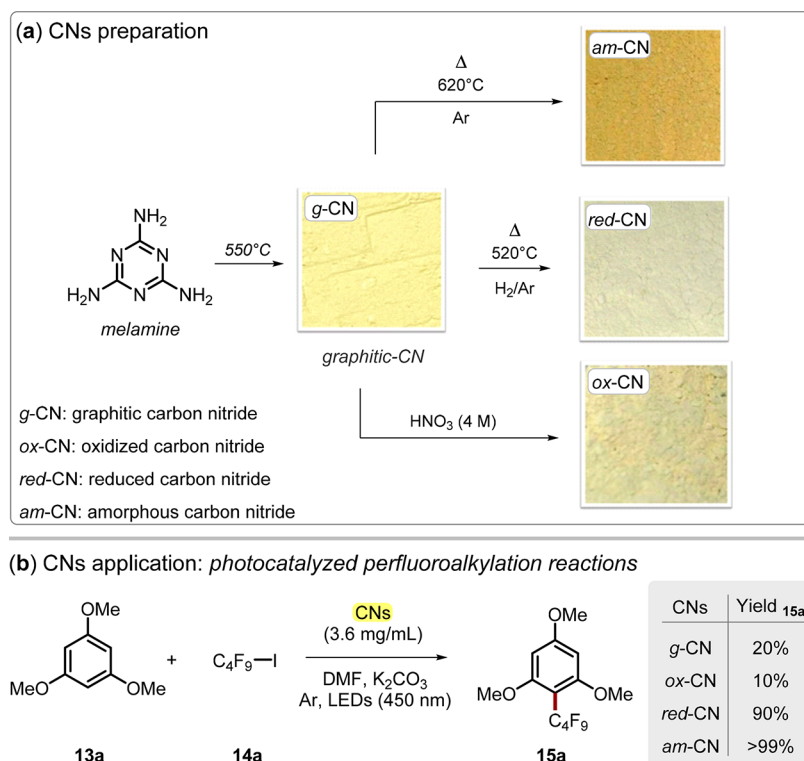 (a) CNs preparation
am-CN
Δ
620°C
Ar
NH₂
N N
H₂N N NH₂
melamine
550°C
g-CN
graphitic-CN
Δ
520°C
H₂/Ar
red-CN
HNO₃ (4 M)
ox-CN
g-CN: graphitic carbon nitride
ox-CN: oxidized carbon nitride
red-CN: reduced carbon nitride
am-CN: amorphous carbon nitride
(b) CNs application: photocatalyzed perfluoroalkylation reactions
OMe
MeO OMe
13a
+
C₄F₉—I
14a
CNs
(3.6 mg/mL)
DMF, K₂CO₃
Ar, LEDs (450 nm)
OMe
MeO OMe
C₄F₉
15a
CNs Yield 15a
g-CN 20%
ox-CN 10%
red-CN 90%
am-CN >99%